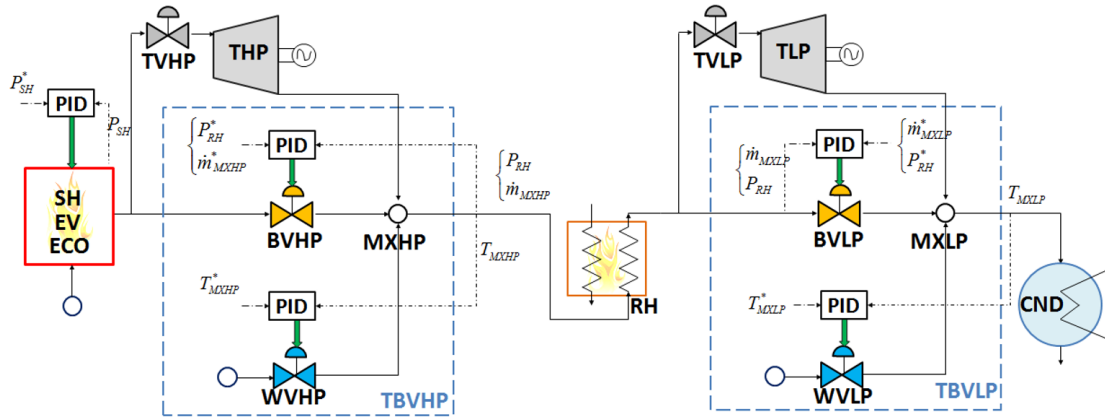 TVHP
THP
P*SH
PID
PSH
SH
EV
ECO
P*RH
ṁ*MXHP
PID
BVHP
MXHP
PRH
ṁMXHP
TMXHP
T*MXHP
PID
WVHP
TBVHP
RH
TVLP
TLP
ṁMXLP
PRH
PID
ṁ*MXLP
P*RH
BVLP
MXLP
TMXLP
T*MXLP
PID
WVLP
TBVLP
CND